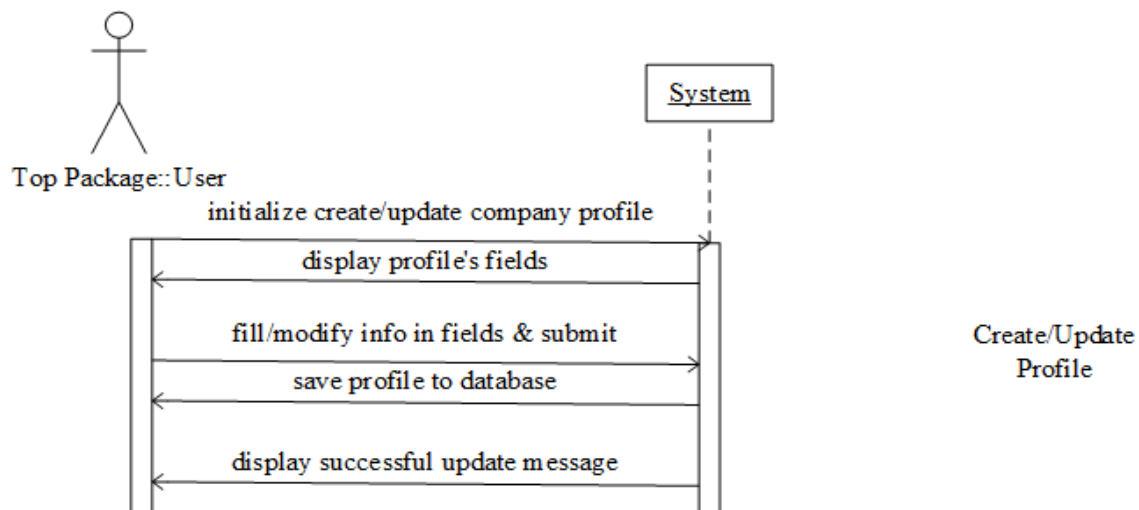 System
Top Package::User
initialize create/update company profile
display profile's fields
fill/modify info in fields & submit
Create/Update
Profile
save profile to database
display successful update message